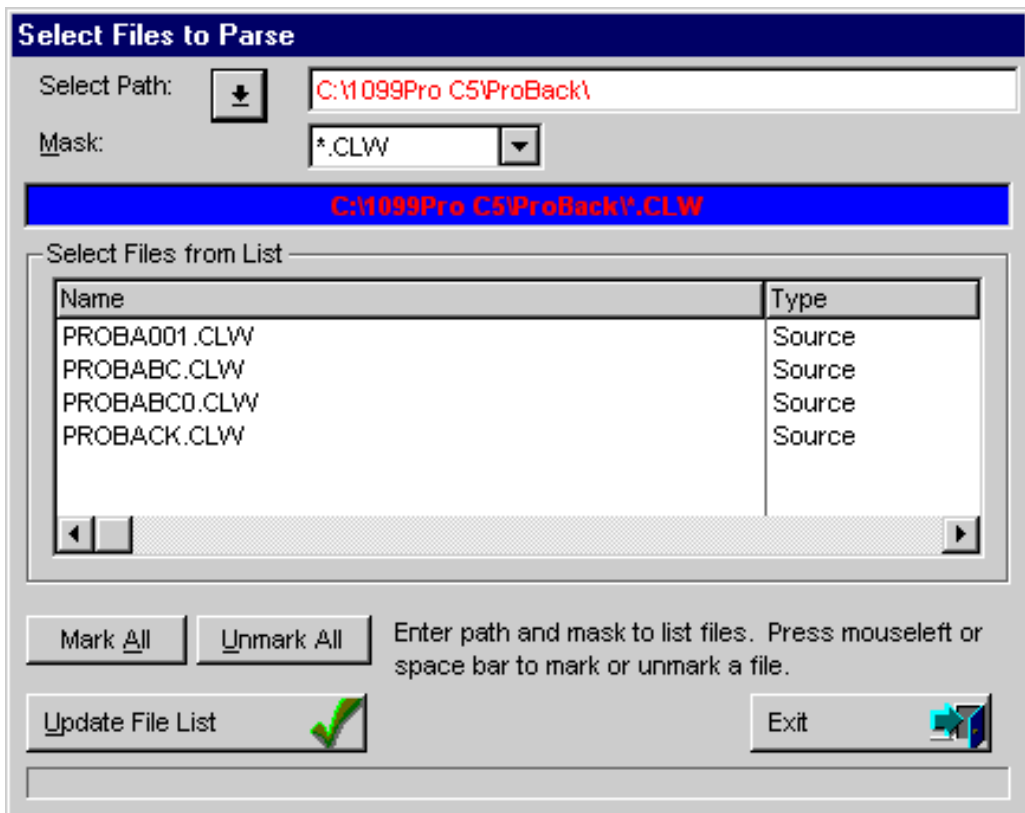 Select Files to Parse
Select Path:
C:\1099Pro C5\ProBack\
Mask:
*.CLW
C:\1099Pro C5\ProBack\*.CLW
Select Files from List
Name Type
PROBA001.CLW Source
PROBABC.CLW Source
PROBABC0.CLW Source
PROBACK.CLW Source
Mark All Unmark All
Enter path and mask to list files. Press mouseleft or
space bar to mark or unmark a file.
Update File List
Exit